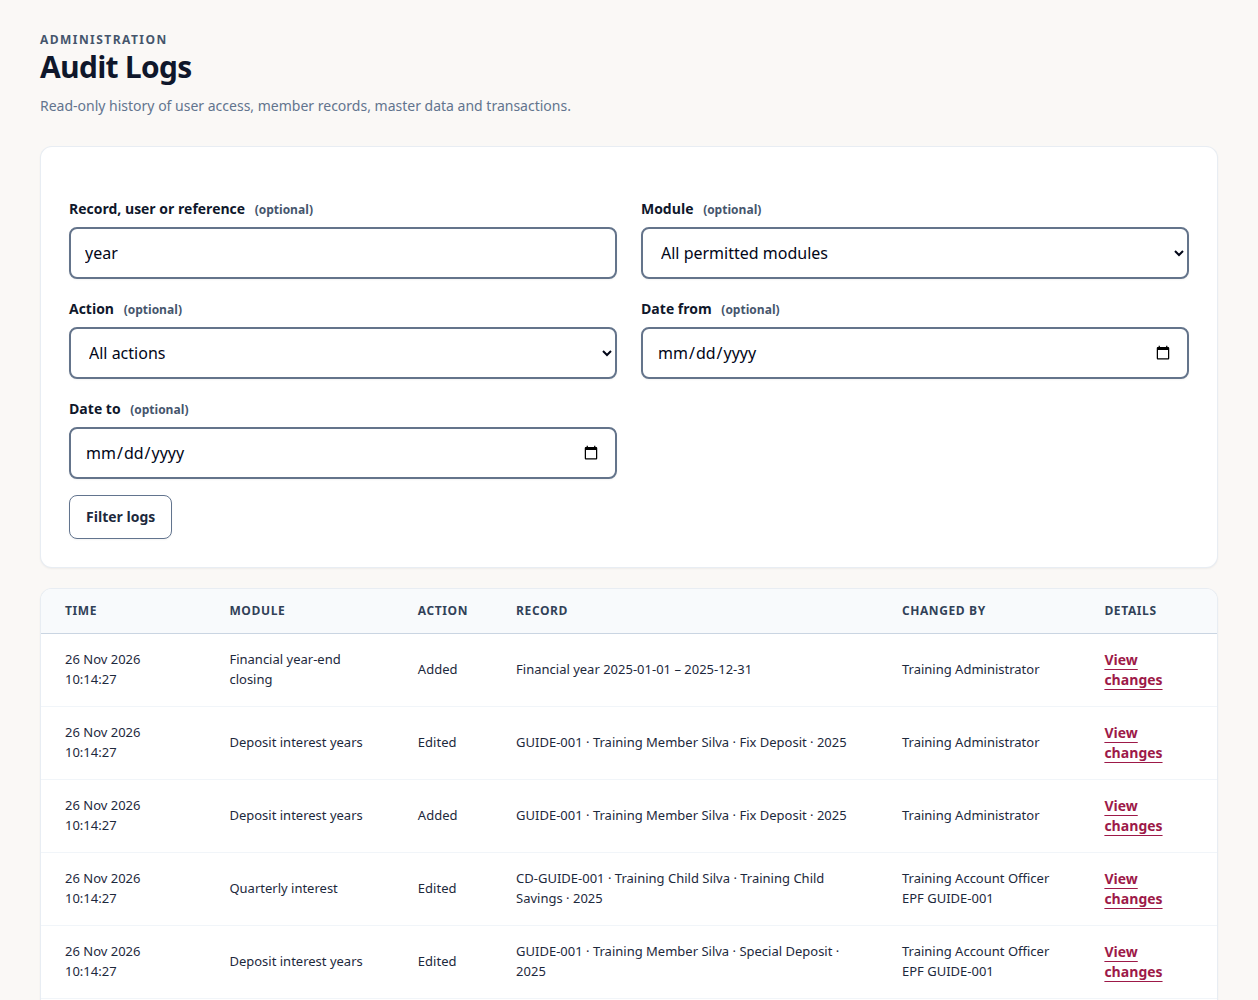 ADMINISTRATION
Audit Logs
Read-only history of user access, member records, master data and transactions.
Record, user or reference (optional)
Module (optional)
year
All permitted modules
Action (optional)
Date from (optional)
All actions
mm/dd/yyyy
Date to (optional)
mm/dd/yyyy
Filter logs
TIME MODULE ACTION RECORD CHANGED BY DETAILS
26 Nov 2026 10:14:27 Financial year-end closing Added Financial year 2025-01-01 – 2025-12-31 Training Administrator View changes
26 Nov 2026 10:14:27 Deposit interest years Edited GUIDE-001 · Training Member Silva · Fix Deposit · 2025 Training Administrator View changes
26 Nov 2026 10:14:27 Deposit interest years Added GUIDE-001 · Training Member Silva · Fix Deposit · 2025 Training Administrator View changes
26 Nov 2026 10:14:27 Quarterly interest Edited CD-GUIDE-001 · Training Child Silva · Training Child Savings · 2025 Training Account Officer EPF GUIDE-001 View changes
26 Nov 2026 10:14:27 Deposit interest years Edited GUIDE-001 · Training Member Silva · Special Deposit · 2025 Training Account Officer EPF GUIDE-001 View changes